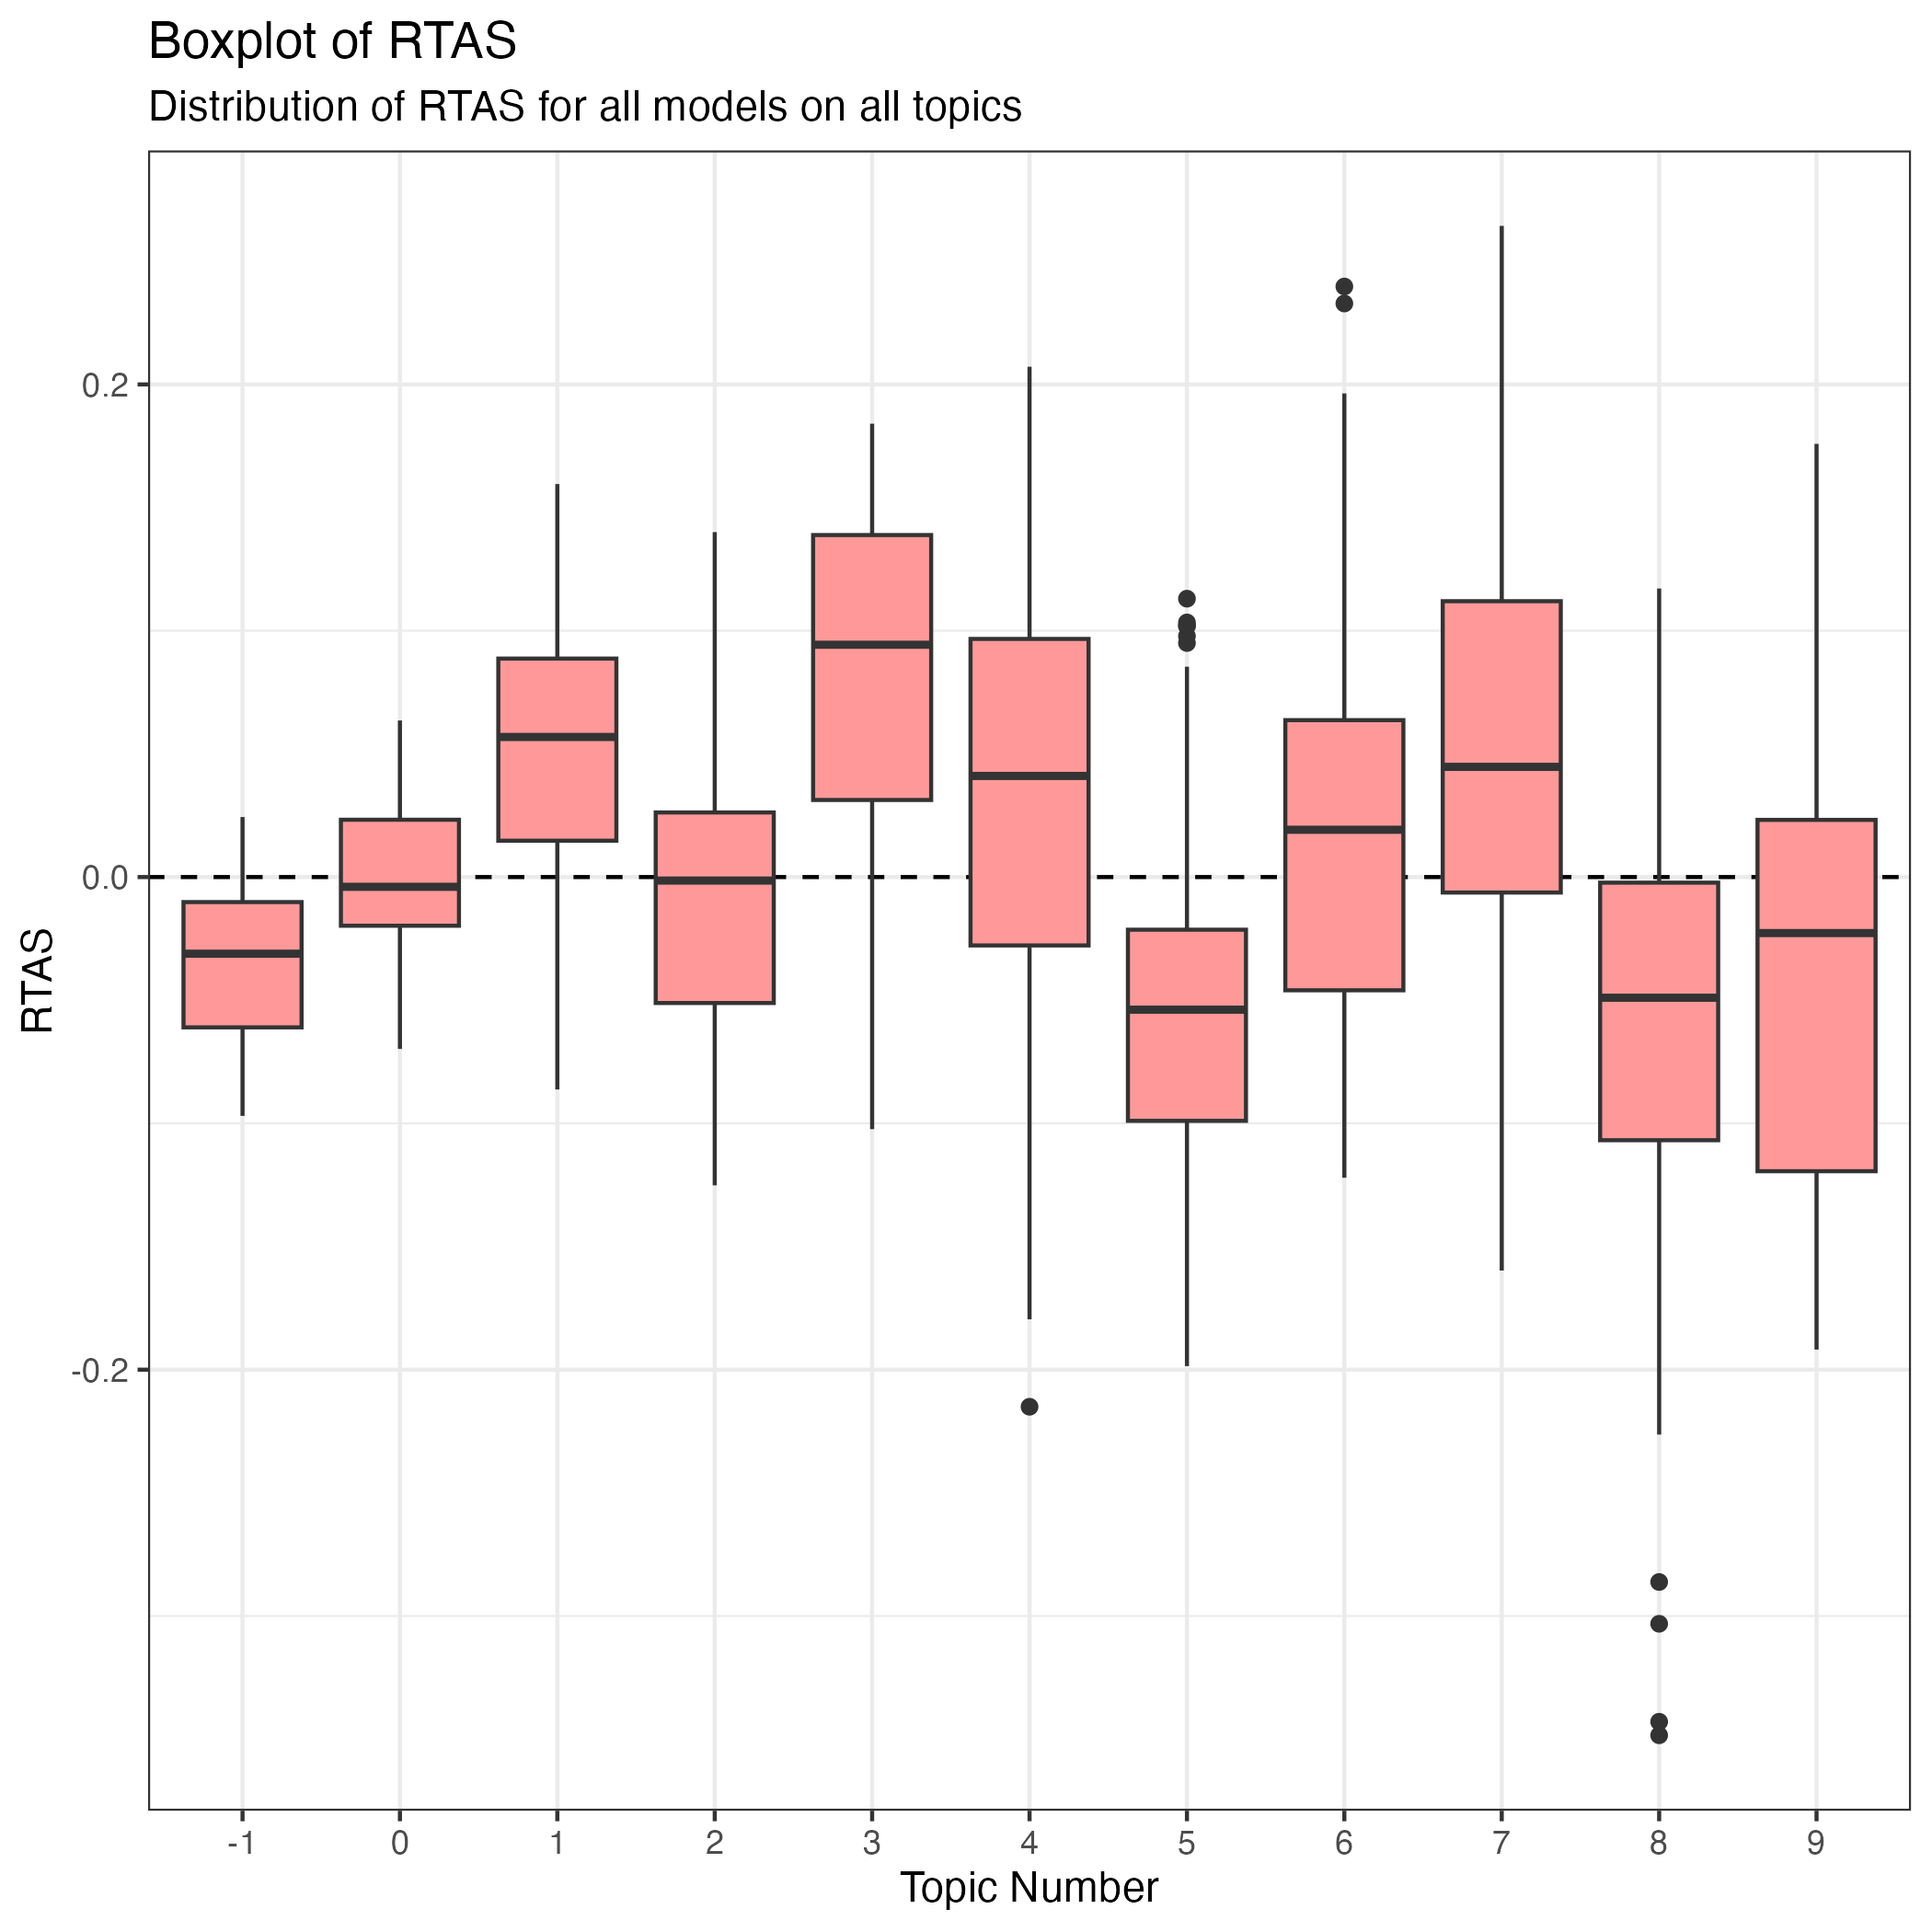 Boxplot of RTAS
Distribution of RTAS for all models on all topics
0.2
0.0
-0.2
RTAS
-1 0 1 2 3 4 5 6 7 8 9
Topic Number